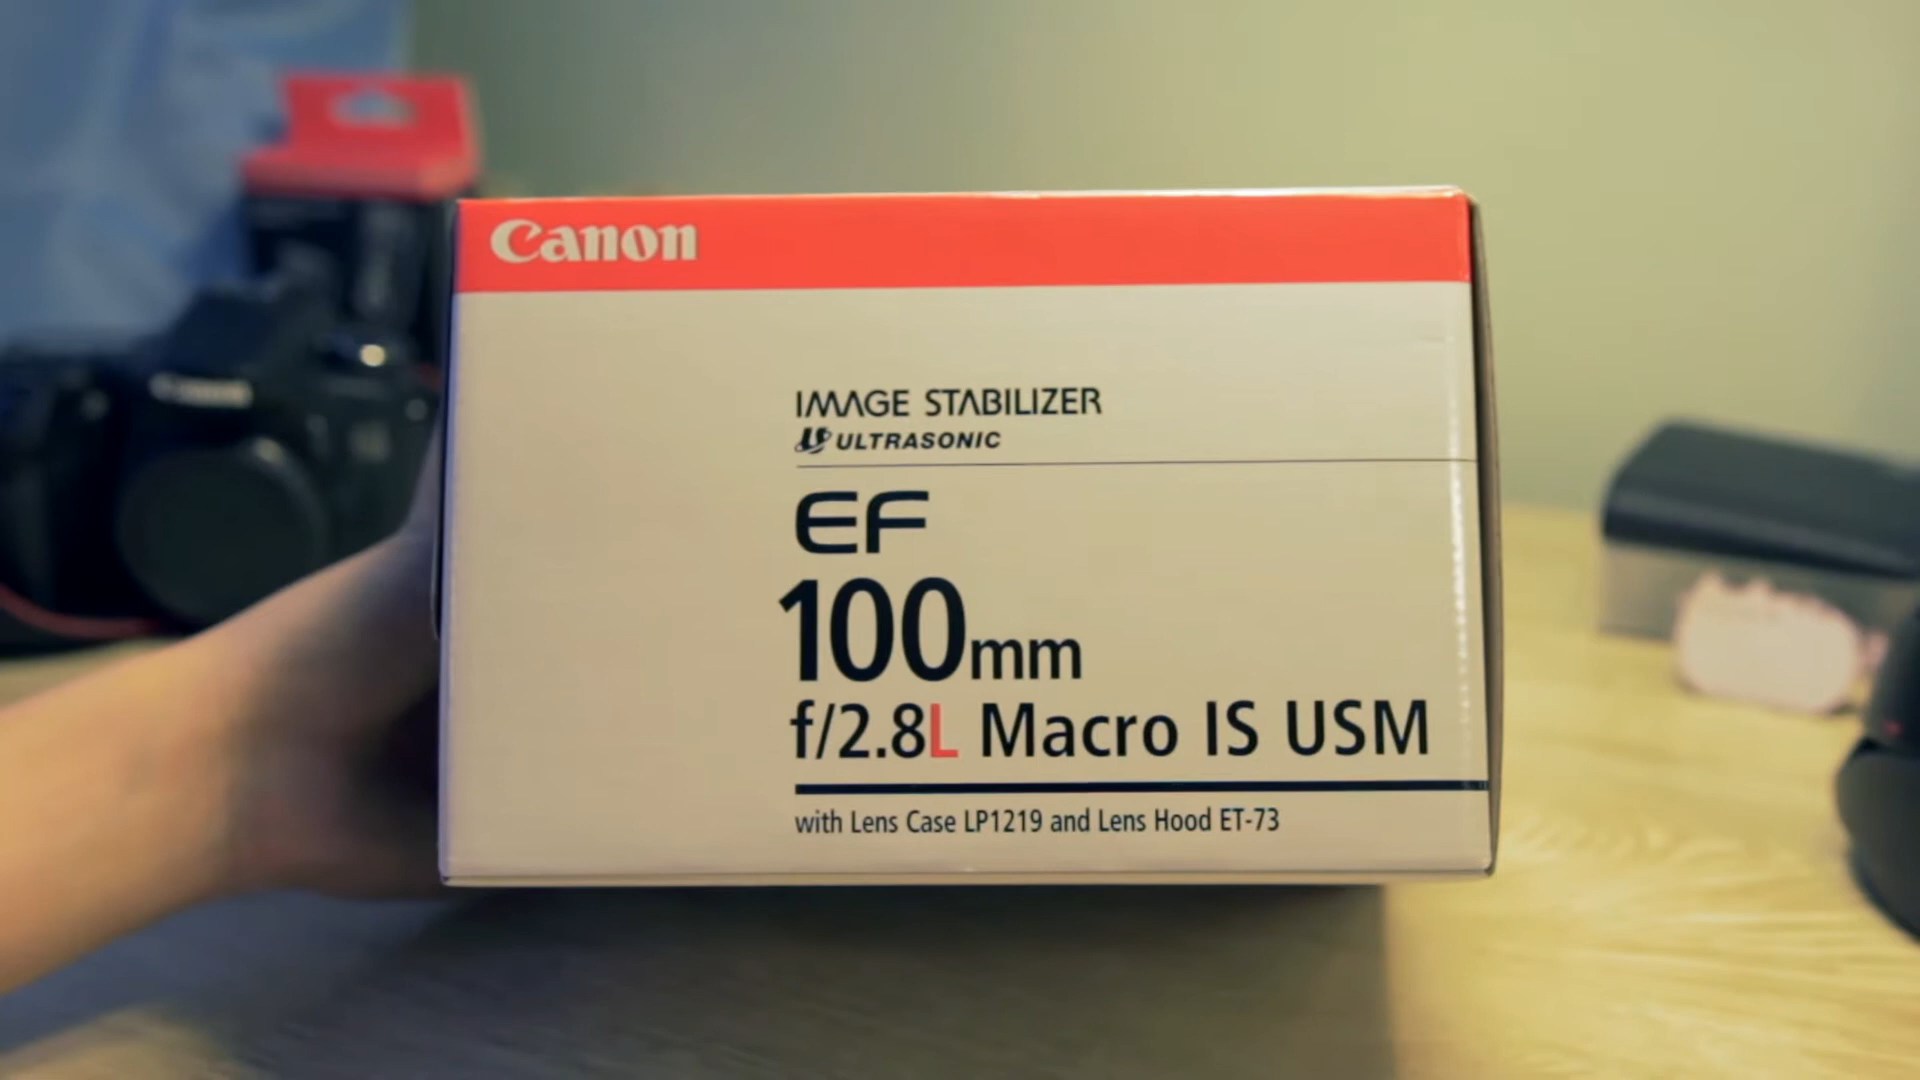 Canon
IMAGE STABILIZER
ULTRASONIC
EF
100mm
f/2.8L Macro IS USM
with Lens Case LP1219 and Lens Hood ET-73
Canon